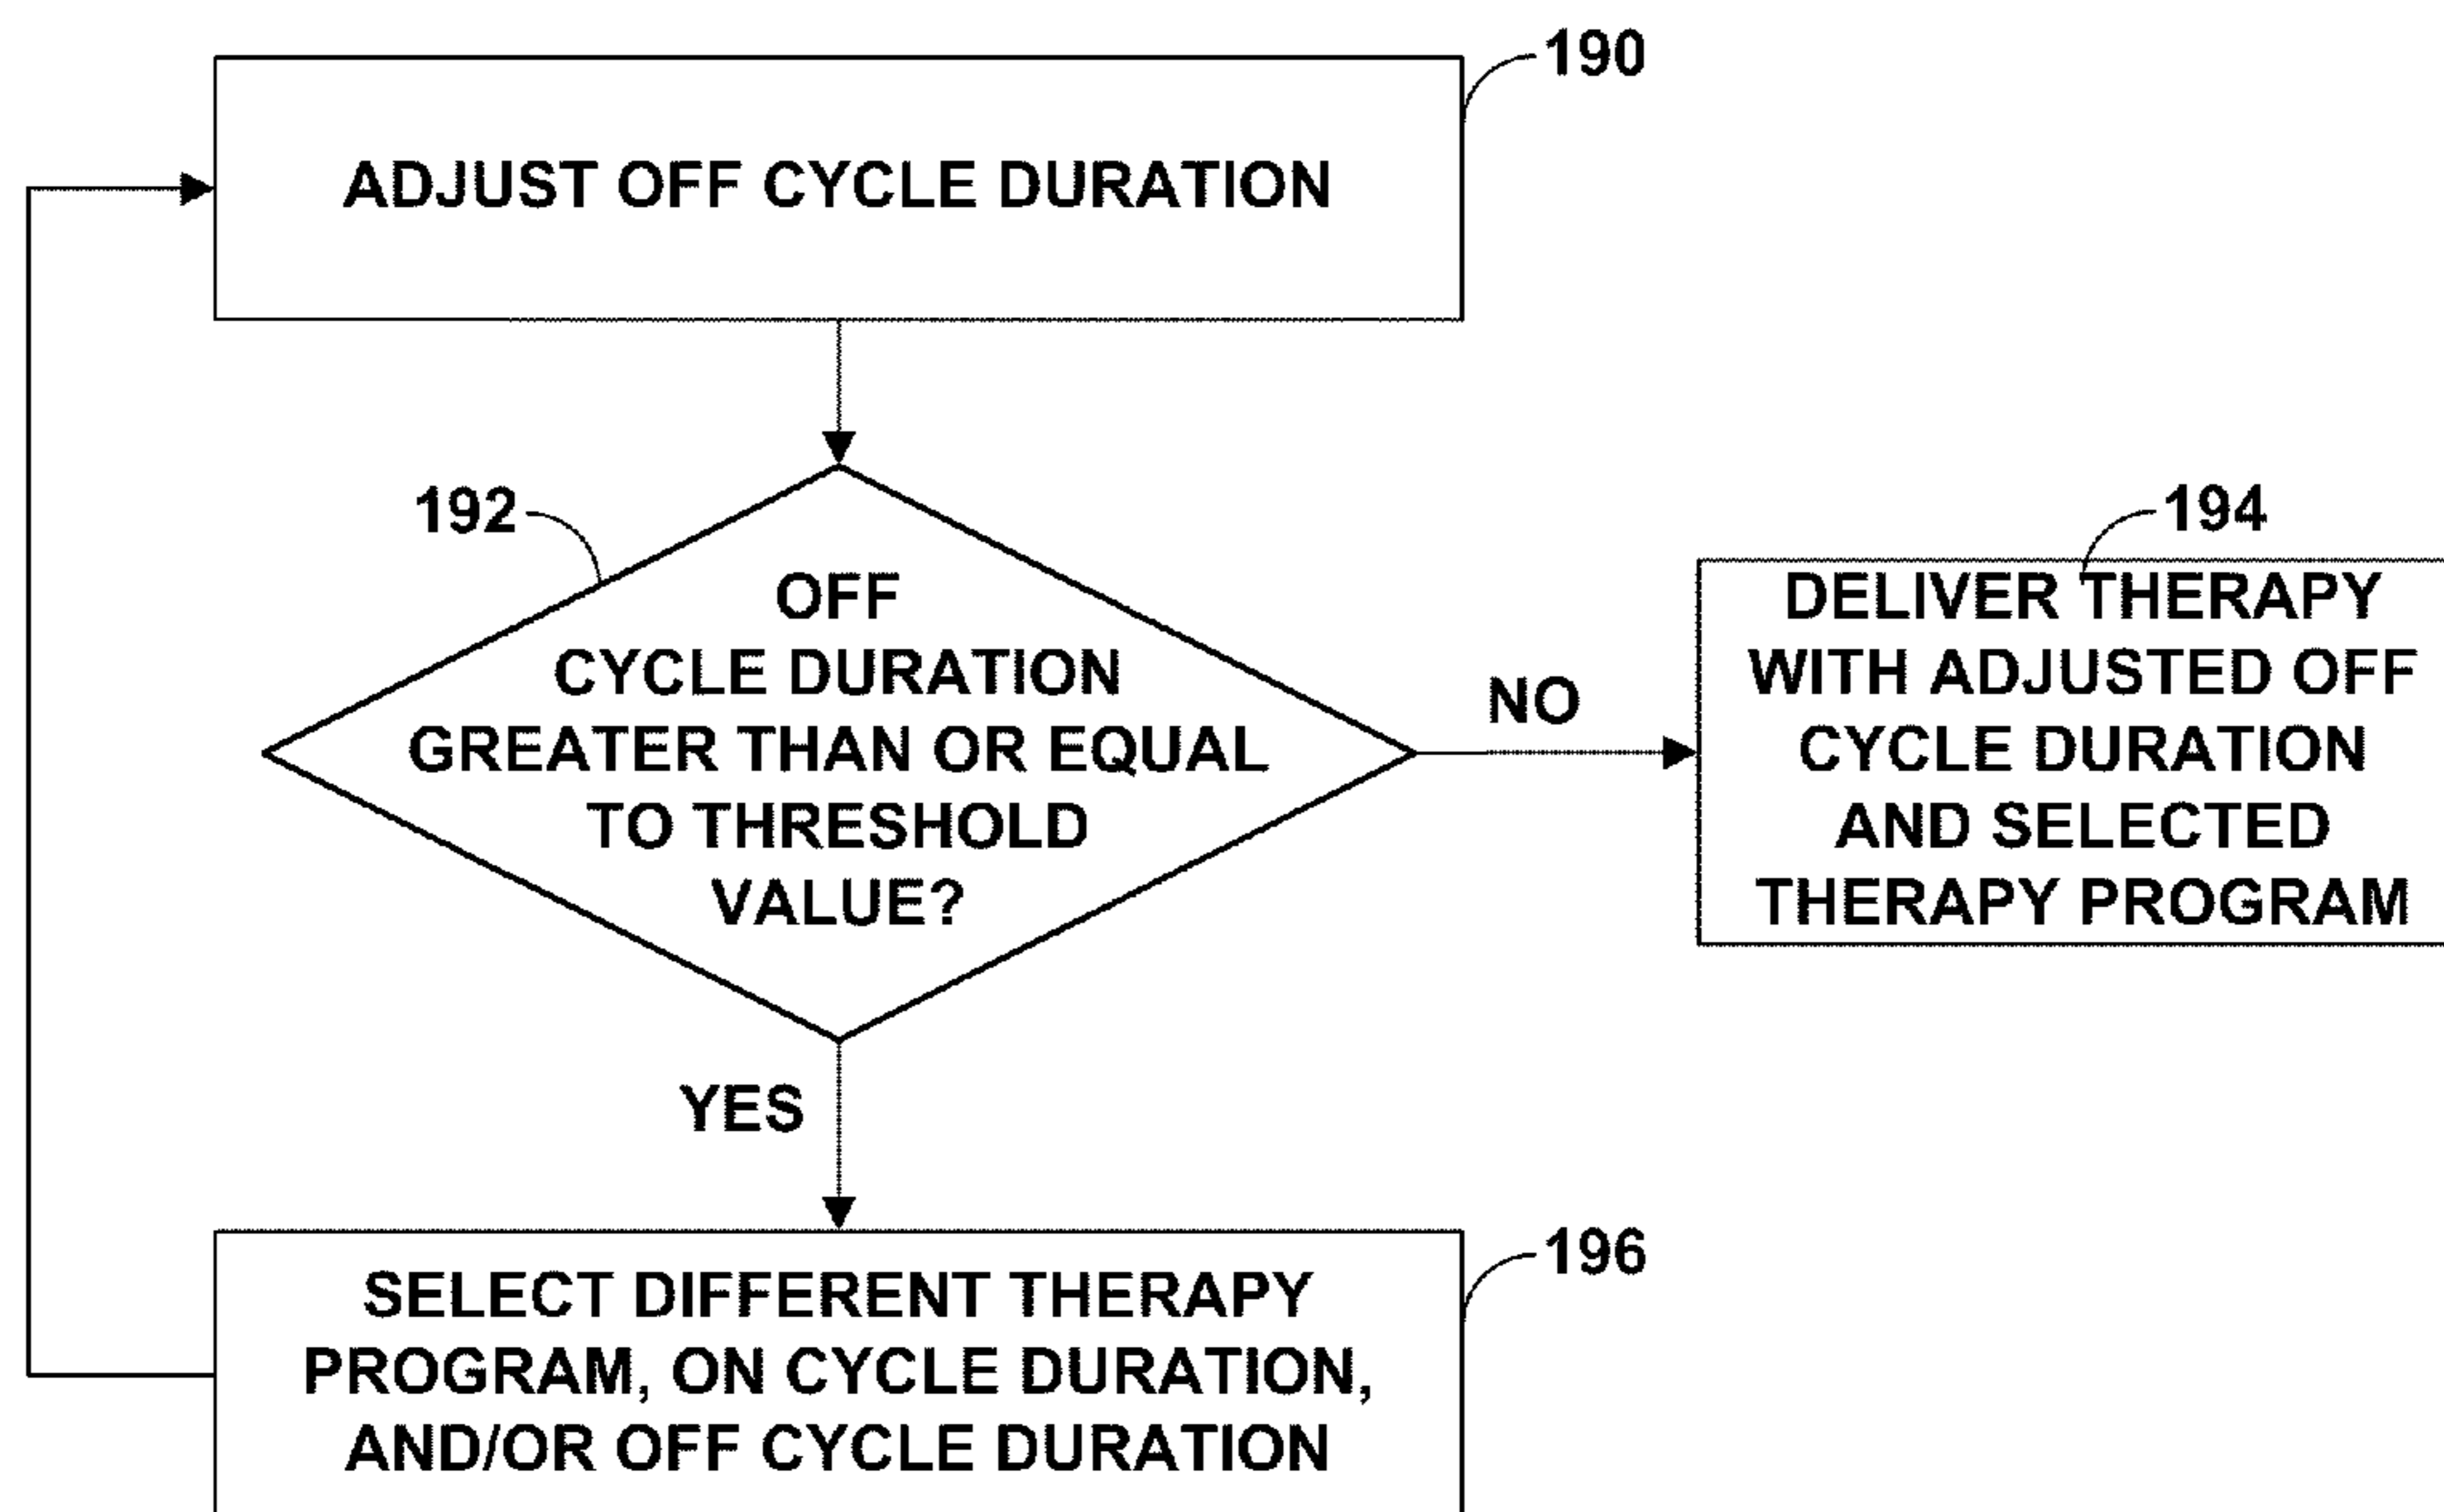 190
ADJUST OFF CYCLE DURATION
192
OFF
CYCLE DURATION
GREATER THAN OR EQUAL
TO THRESHOLD
VALUE?
NO
194
DELIVER THERAPY
WITH ADJUSTED OFF
CYCLE DURATION
AND SELECTED
THERAPY PROGRAM
YES
196
SELECT DIFFERENT THERAPY
PROGRAM, ON CYCLE DURATION,
AND/OR OFF CYCLE DURATION